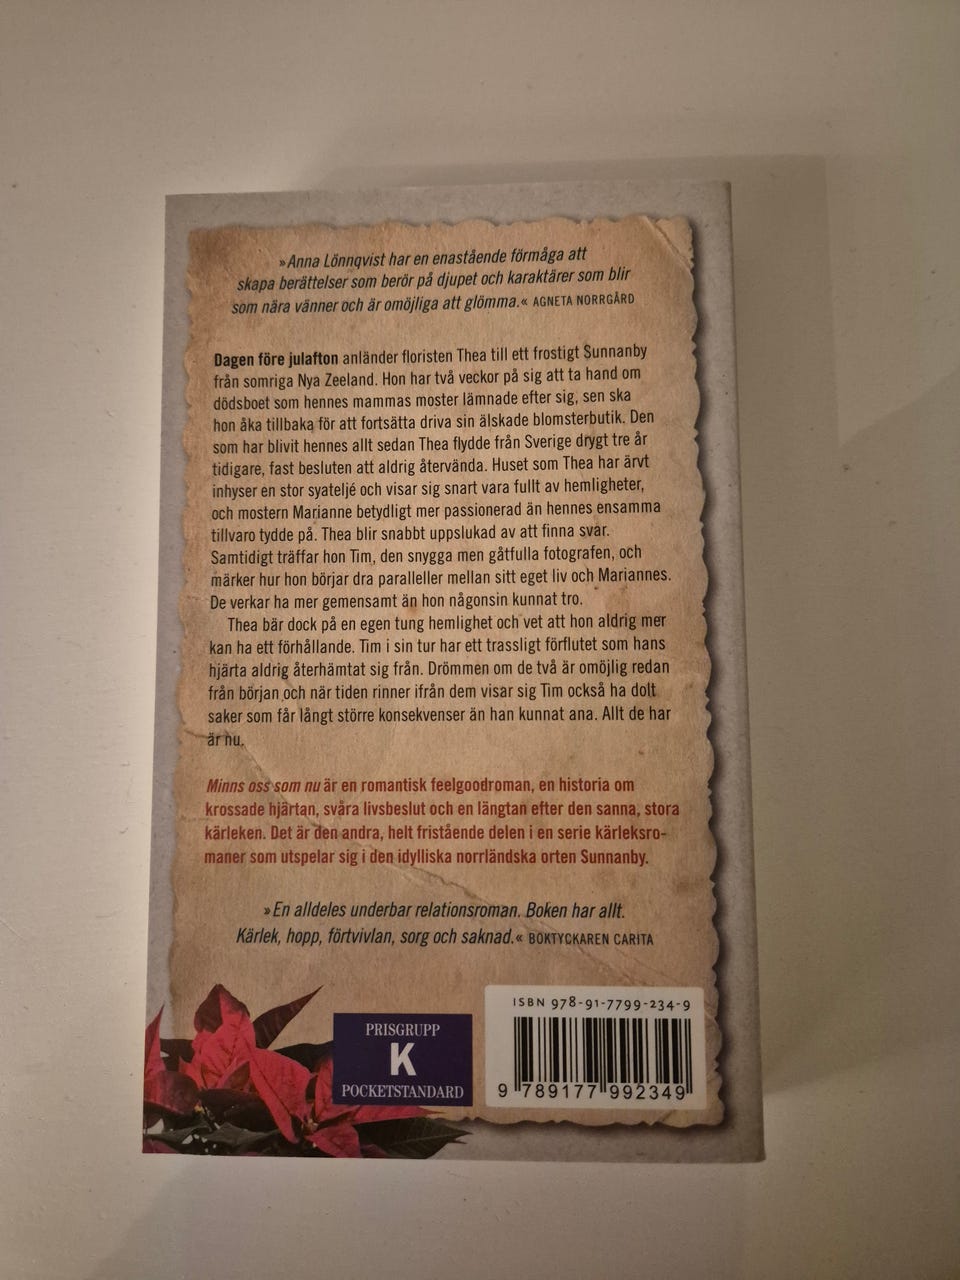 »Anna Lönnqvist har en enastående förmåga att
skapa berättelser som berör på djupet och karaktärer som blir
som nära vänner och är omöjliga att glömma.« AGNETA NORRGÅRD
Dagen före julafton anländer floristen Thea till ett frostigt Sunnanby
från somriga Nya Zeeland. Hon har två veckor på sig att ta hand om
dödsboet som hennes mammas moster lämnade efter sig, sen ska
hon åka tillbaka för att fortsätta driva sin älskade blomsterbutik. Den
som har blivit hennes allt sedan Thea flydde från Sverige drygt tre år
tidigare, fast besluten att aldrig återvända. Huset som Thea har ärvt
inhyser en stor syateljé och visar sig snart vara fullt av hemligheter,
och mostern Marianne betydligt mer passionerad än hennes ensamma
tillvaro tydde på. Thea blir snabbt uppslukad av att finna svar.
Samtidigt träffar hon Tim, den snygga men gåtfulla fotografen, och
märker hur hon börjar dra paralleller mellan sitt eget liv och Mariannes.
De verkar ha mer gemensamt än hon någonsin kunnat tro.
Thea bär dock på en egen tung hemlighet och vet att hon aldrig mer
kan ha ett förhållande. Tim i sin tur har ett trassligt förflutet som hans
hjärta aldrig återhämtat sig från. Drömmen om de två är omöjlig redan
från början och när tiden rinner ifrån dem visar sig Tim också ha dolt
saker som får långt större konsekvenser än han kunnat ana. Allt de har
är nu.
Minns oss som nu är en romantisk feelgoodroman, en historia om
krossade hjärtan, svåra livsbeslut och en längtan efter den sanna, stora
kärleken. Det är den andra, helt fristående delen i en serie kärleksro-
maner som utspelar sig i den idylliska norrländska orten Sunnanby.
»En alldeles underbar relationsroman. Boken har allt.
Kärlek, hopp, förtvivlan, sorg och saknad.« BOKTYCKAREN CARITA
PRISGRUPP
K
POCKETSTANDARD
ISBN 978-91-7799-234-9
9 789177 992349